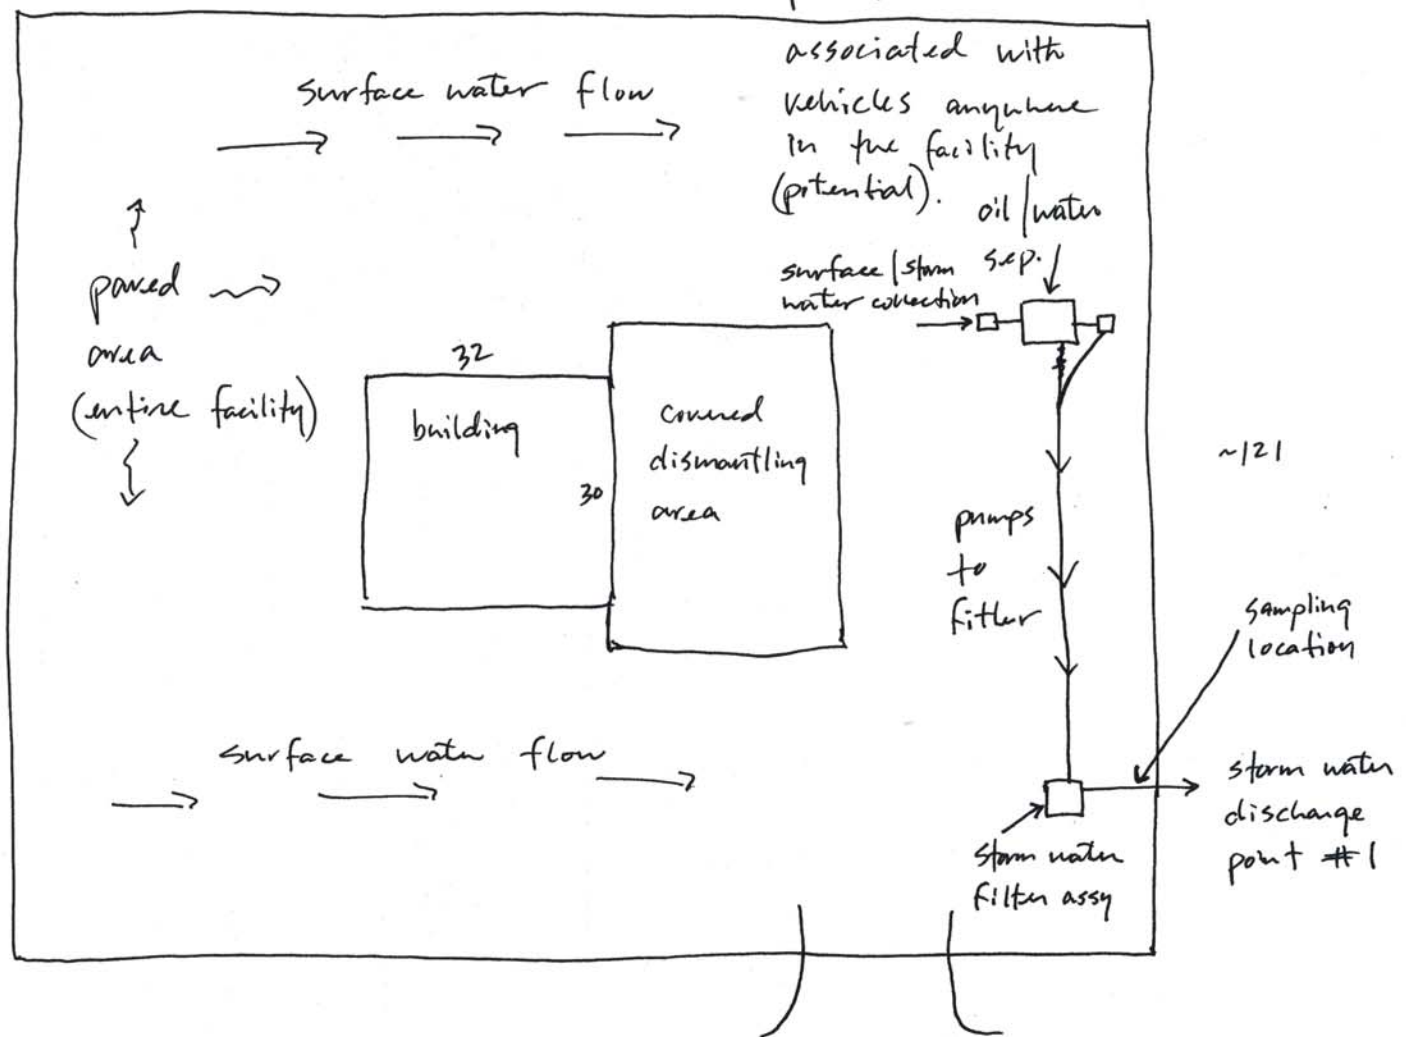 associated with
vehicles anywhere
in the facility
(potential).
surface water flow
oil/water
sep.
surface/storm
water collection
paved
area
(entire facility)
32
building
30
covered
dismantling
area
~121
pumps
to
fitler
sampling
location
surface water flow
storm water
discharge
point #1
storm water
filter assy